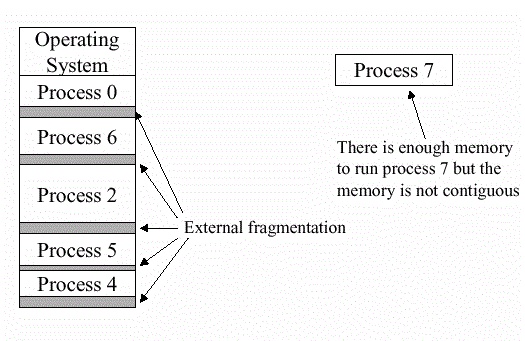 Operating
System
Process 0
Process 6
Process 2
Process 5
Process 4
External fragmentation
Process 7
There is enough memory
to run process 7 but the
memory is not contiguous